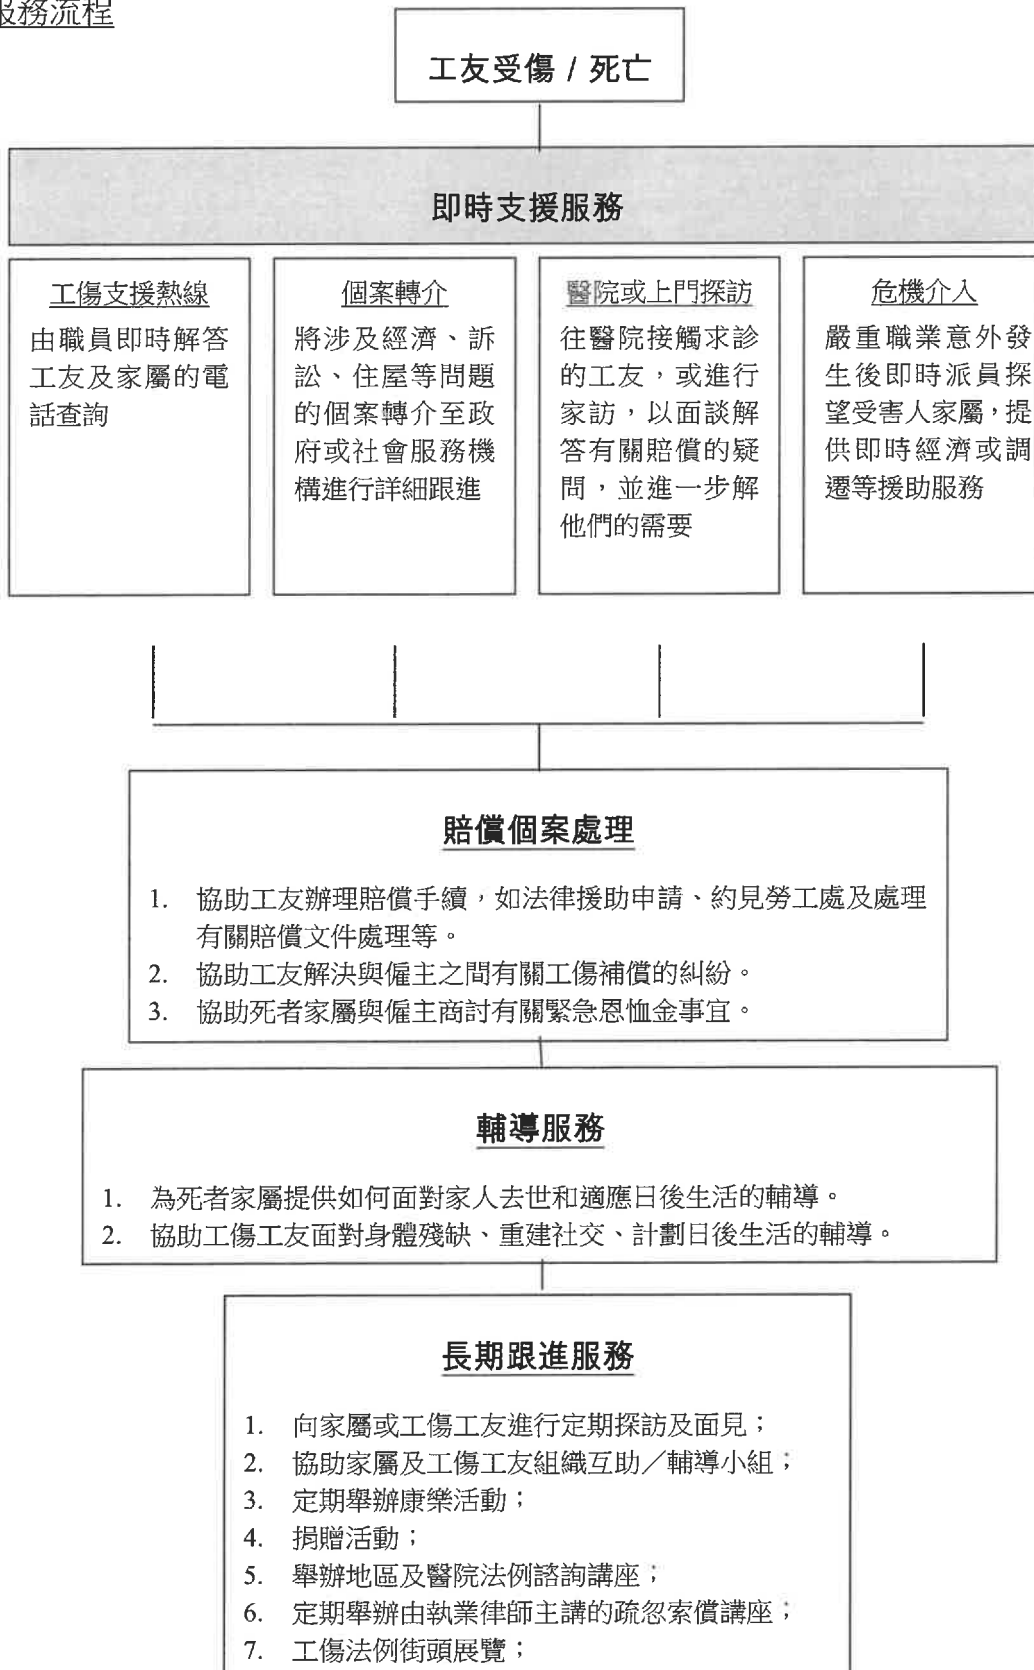 服務流程
工友受傷 / 死亡
即時支援服務
工傷支援熱線
由職員即時解答
工友及家屬的電
話查詢
個案轉介
將涉及經濟、訴
訟、住屋等問題
的個案轉介至政
府或社會服務機
構進行詳細跟進
醫院或上門探訪
往醫院接觸求診
的工友，或進行
家訪，以面談解
答有關賠償的疑
問，並進一步解
他們的需要
危機介入
嚴重職業意外發
生後即時派員探
望受害人家屬，提
供即時經濟或調
遷等援助服務
賠償個案處理
1. 協助工友辦理賠償手續，如法律援助申請、約見勞工處及處理
有關賠償文件處理等。
2. 協助工友解決與僱主之間有關工傷補償的糾紛。
3. 協助死者家屬與僱主商討有關緊急恩恤金事宜。
輔導服務
1. 為死者家屬提供如何面對家人去世和適應日後生活的輔導。
2. 協助工傷工友面對身體殘缺、重建社交、計劃日後生活的輔導。
長期跟進服務
1. 向家屬或工傷工友進行定期探訪及面見；
2. 協助家屬及工傷工友組織互助／輔導小組；
3. 定期舉辦康樂活動；
4. 捐贈活動；
5. 舉辦地區及醫院法例諮詢講座；
6. 定期舉辦由執業律師主講的疏忽索償講座；
7. 工傷法例街頭展覽；